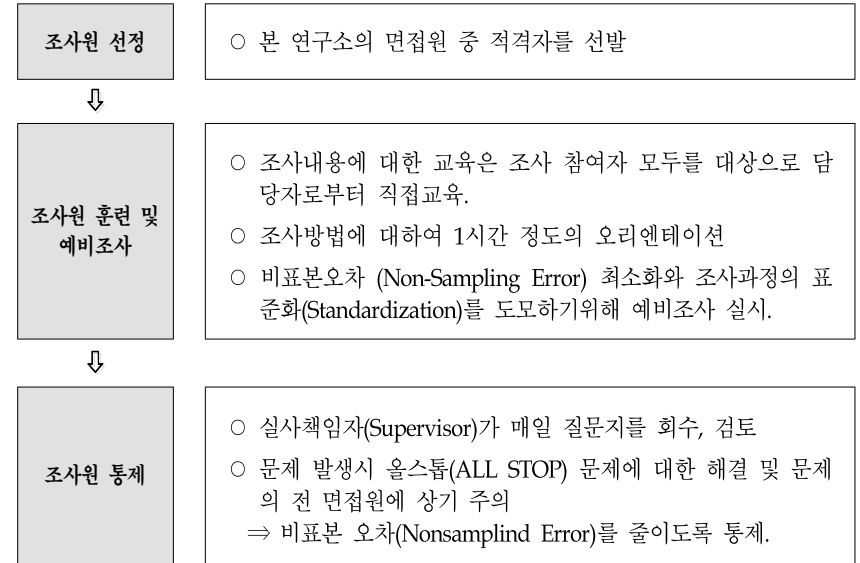 조사원 선정
○ 본 연구소의 면접원 중 적격자를 선발
⇩
조사원 훈련 및
예비조사
○ 조사내용에 대한 교육은 조사 참여자 모두를 대상으로 담
당자로부터 직접교육.
○ 조사방법에 대하여 1시간 정도의 오리엔테이션
○ 비표본오차 (Non-Sampling Error) 최소화와 조사과정의 표
준화(Standardization)를 도모하기위해 예비조사 실시.
⇩
조사원 통제
○ 실사책임자(Supervisor)가 매일 질문지를 회수, 검토
○ 문제 발생시 올스톱(ALL STOP) 문제에 대한 해결 및 문제
의 전 면접원에 상기 주의
⇒ 비표본 오차(Nonsamplind Error)를 줄이도록 통제.